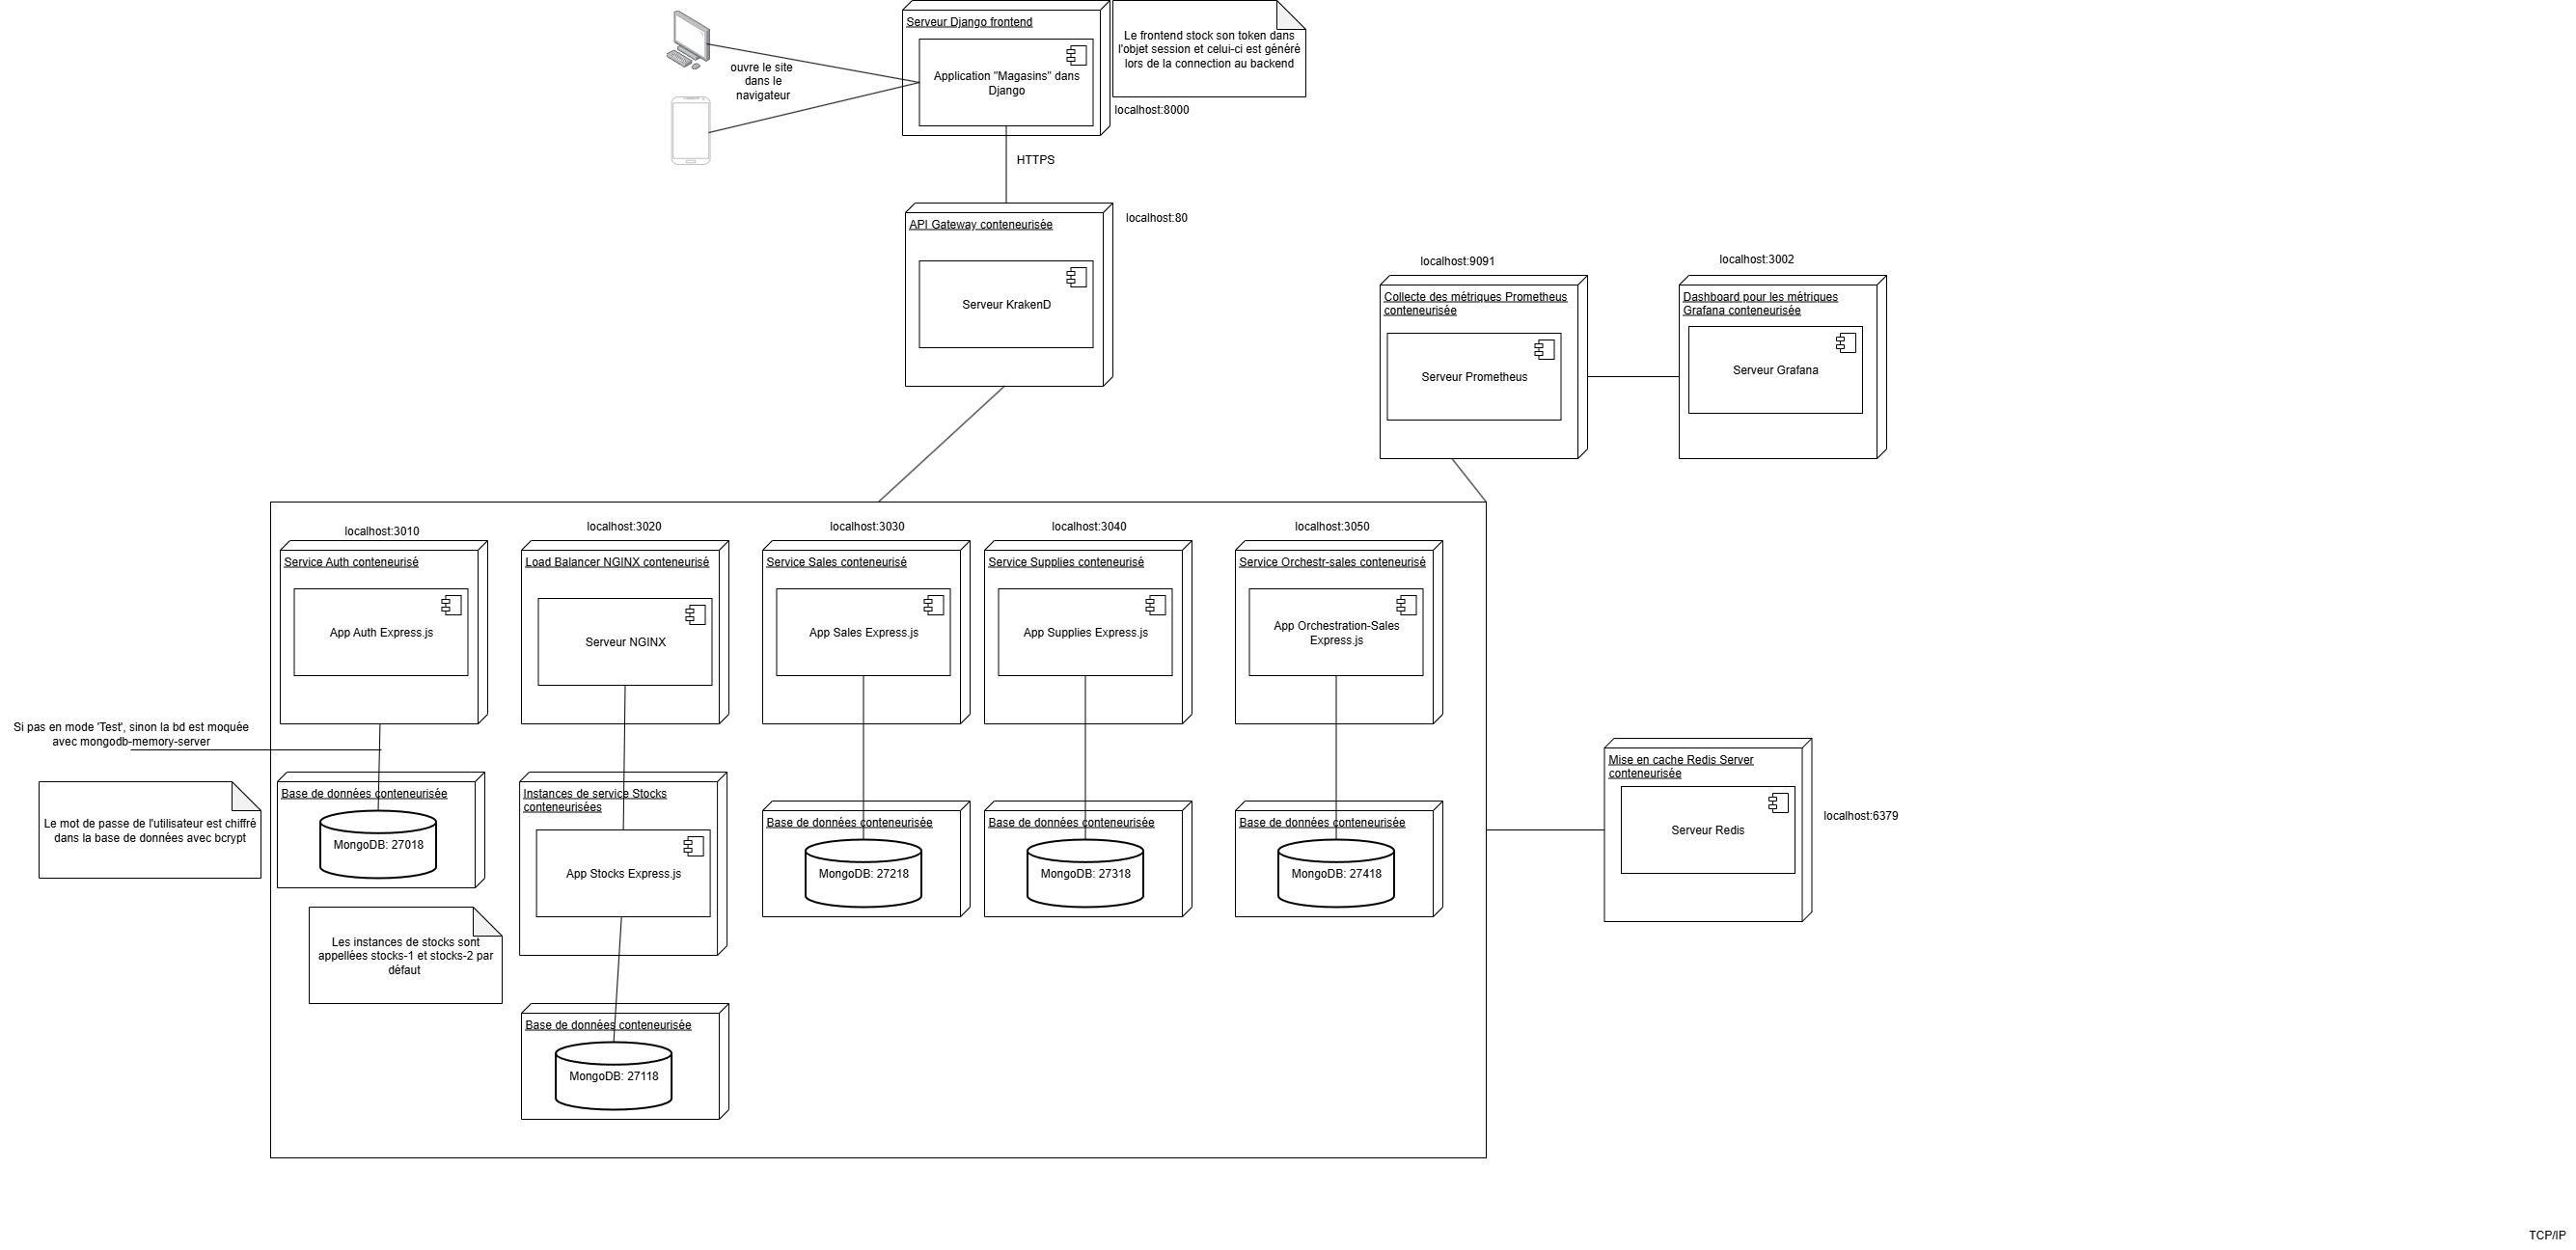 Serveur Django frontend
Application "Magasins" dans
Django
Le frontend stock son token dans
l'objet session et celui-ci est généré
lors de la connection au backend
ouvre le site
dans le
navigateur
localhost:8000
HTTPS
API Gateway conteneurisée
localhost:80
Serveur KrakenD
localhost:9091
Collecte des métriques Prometheus
conteneurisée
Serveur Prometheus
localhost:3002
Dashboard pour les métriques
Grafana conteneurisée
Serveur Grafana
localhost:3010
Service Auth conteneurisé
App Auth Express.js
localhost:3020
Load Balancer NGINX conteneurisé
Serveur NGINX
localhost:3030
Service Sales conteneurisé
App Sales Express.js
localhost:3040
Service Supplies conteneurisé
App Supplies Express.js
localhost:3050
Service Orchestr-sales conteneurisé
App Orchestration-Sales
Express.js
Si pas en mode 'Test', sinon la bd est moquée
avec mongodb-memory-server
Le mot de passe de l'utilisateur est chiffré
dans la base de données avec bcrypt
Base de données conteneurisée
MongoDB: 27018
Instances de service Stocks
conteneurisées
App Stocks Express.js
Base de données conteneurisée
MongoDB: 27218
Base de données conteneurisée
MongoDB: 27318
Base de données conteneurisée
MongoDB: 27418
Mise en cache Redis Server
conteneurisée
Serveur Redis
localhost:6379
Les instances de stocks sont
appellées stocks-1 et stocks-2 par
défaut
Base de données conteneurisée
MongoDB: 27118
TCP/IP